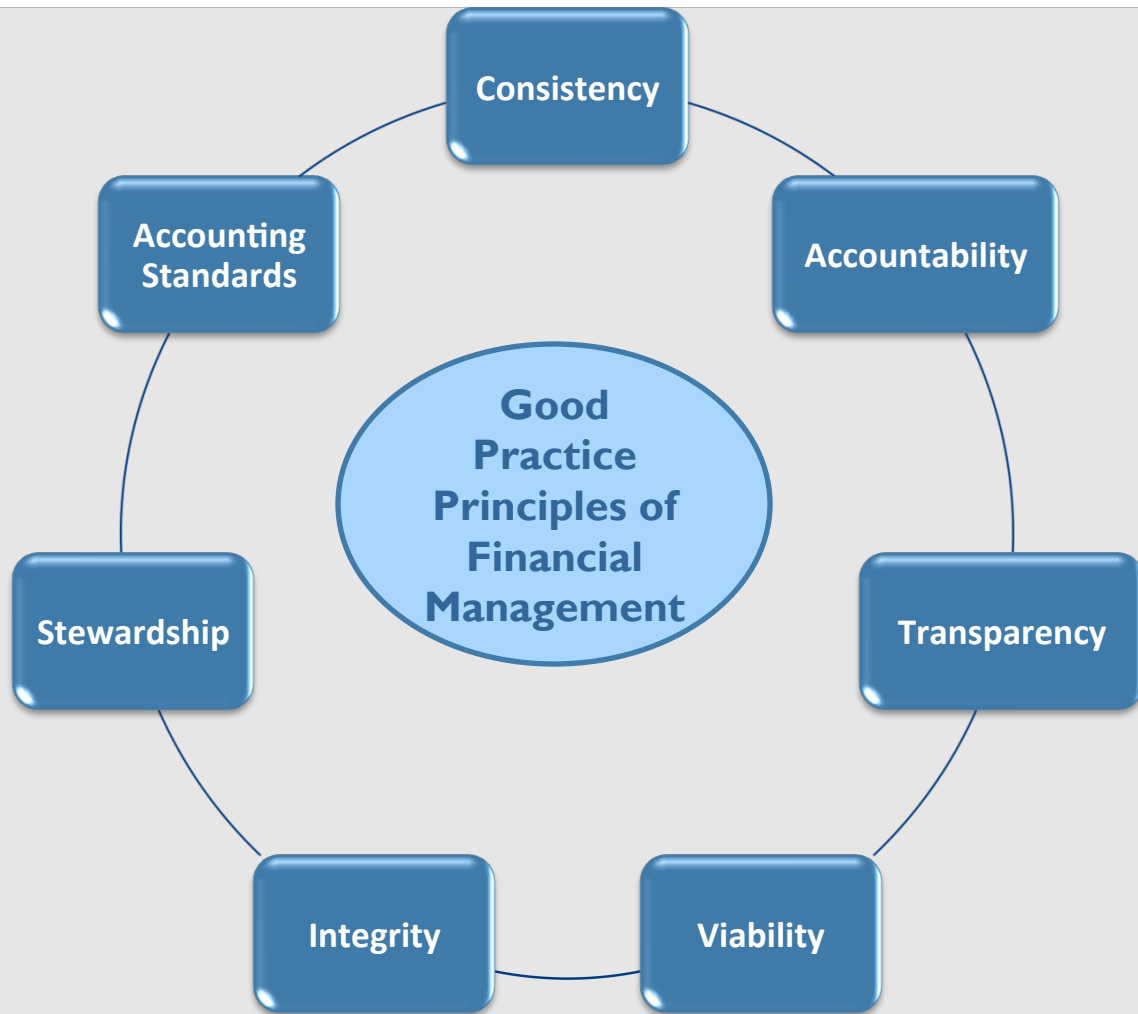 Consistency
Accountability
Transparency
Viability
Integrity
Stewardship
Accounting
Standards
Good
Practice
Principles of
Financial
Management